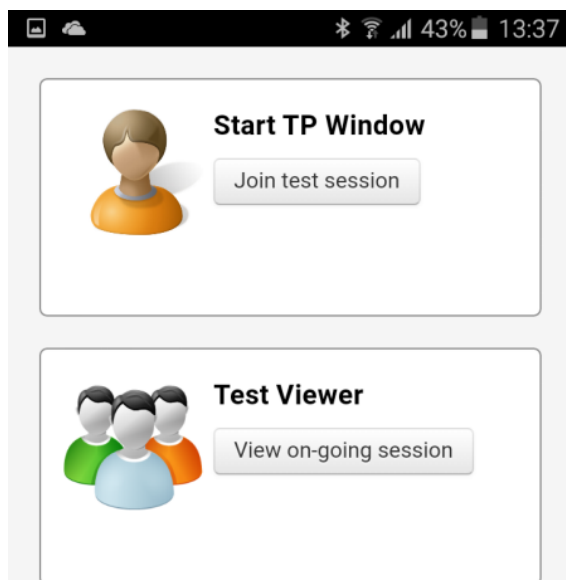 43% 13:37
Start TP Window
Join test session
Test Viewer
View on-going session